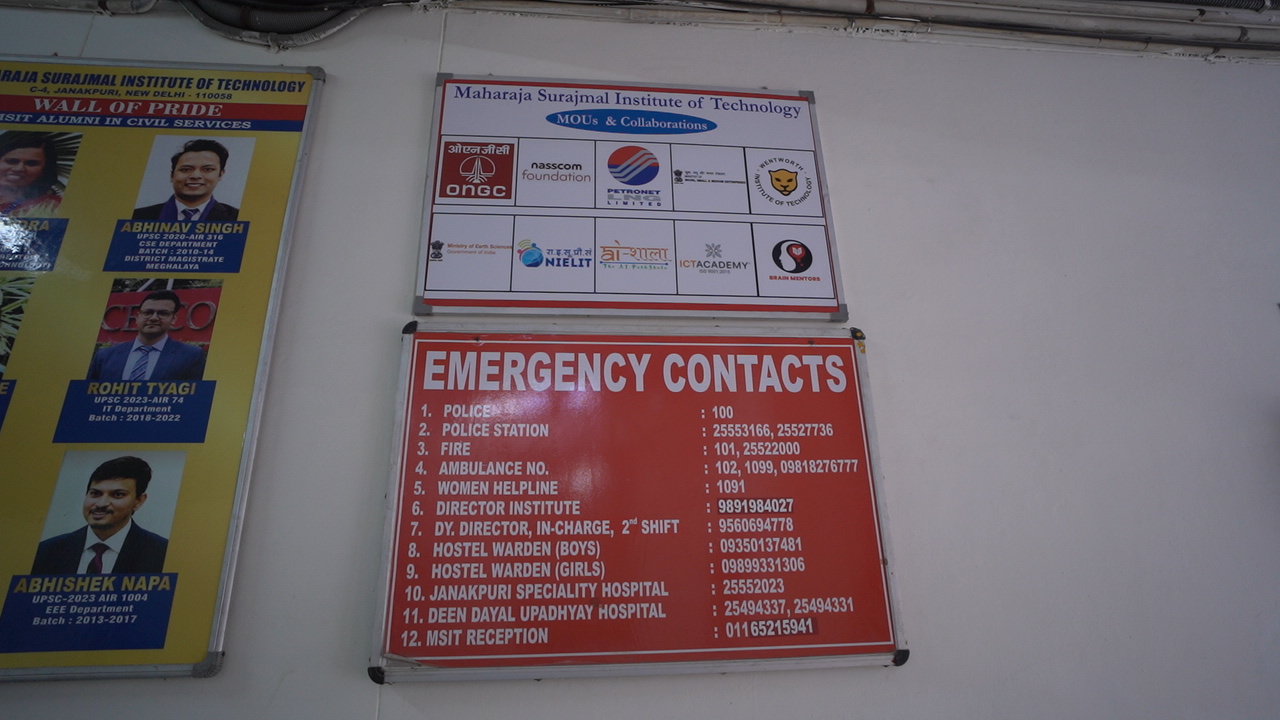 ARAJA SURAJMAL INSTITUTE OF TECHNOLOGY
C-4, JANAKPURI, NEW DELHI - 110058
WALL OF PRIDE
SIT ALUMNI IN CIVIL SERVICES
ABHINAV SINGH
UPSC 2020-AIR 316
CSE DEPARTMENT
BATCH : 2010-14
DISTRICT MAGISTRATE
MEGHALAYA
ROHIT TYAGI
UPSC 2023-AIR 74
IT Department
Batch : 2018-2022
ABHISHEK NAPA
UPSC-2023 AIR 1004
EEE Department
Batch : 2013-2017
Maharaja Surajmal Institute of Technology
MOUs & Collaborations
ओएनजीसी
ONGC
nasscom
foundation
PETRONET
LNG
LIMITED
WENTWORTH
INSTITUTE OF TECHNOLOGY
Ministry of Earth Sciences
Government of India
रा.इ.सू.प्रौ.सं
NIELIT
ai-शाला
ICTACADEMY
BRAIN MENTORS
EMERGENCY CONTACTS
1. POLICE : 100
2. POLICE STATION : 25553166, 25527736
3. FIRE : 101, 25522000
4. AMBULANCE NO. : 102, 1099, 09818276777
5. WOMEN HELPLINE : 1091
6. DIRECTOR INSTITUTE : 9891984027
7. DY. DIRECTOR, IN-CHARGE, 2nd SHIFT : 9560694778
8. HOSTEL WARDEN (BOYS) : 09350137481
9. HOSTEL WARDEN (GIRLS) : 09899331306
10. JANAKPURI SPECIALITY HOSPITAL : 25552023
11. DEEN DAYAL UPADHYAY HOSPITAL : 25494337, 25494331
12. MSIT RECEPTION : 01165215941